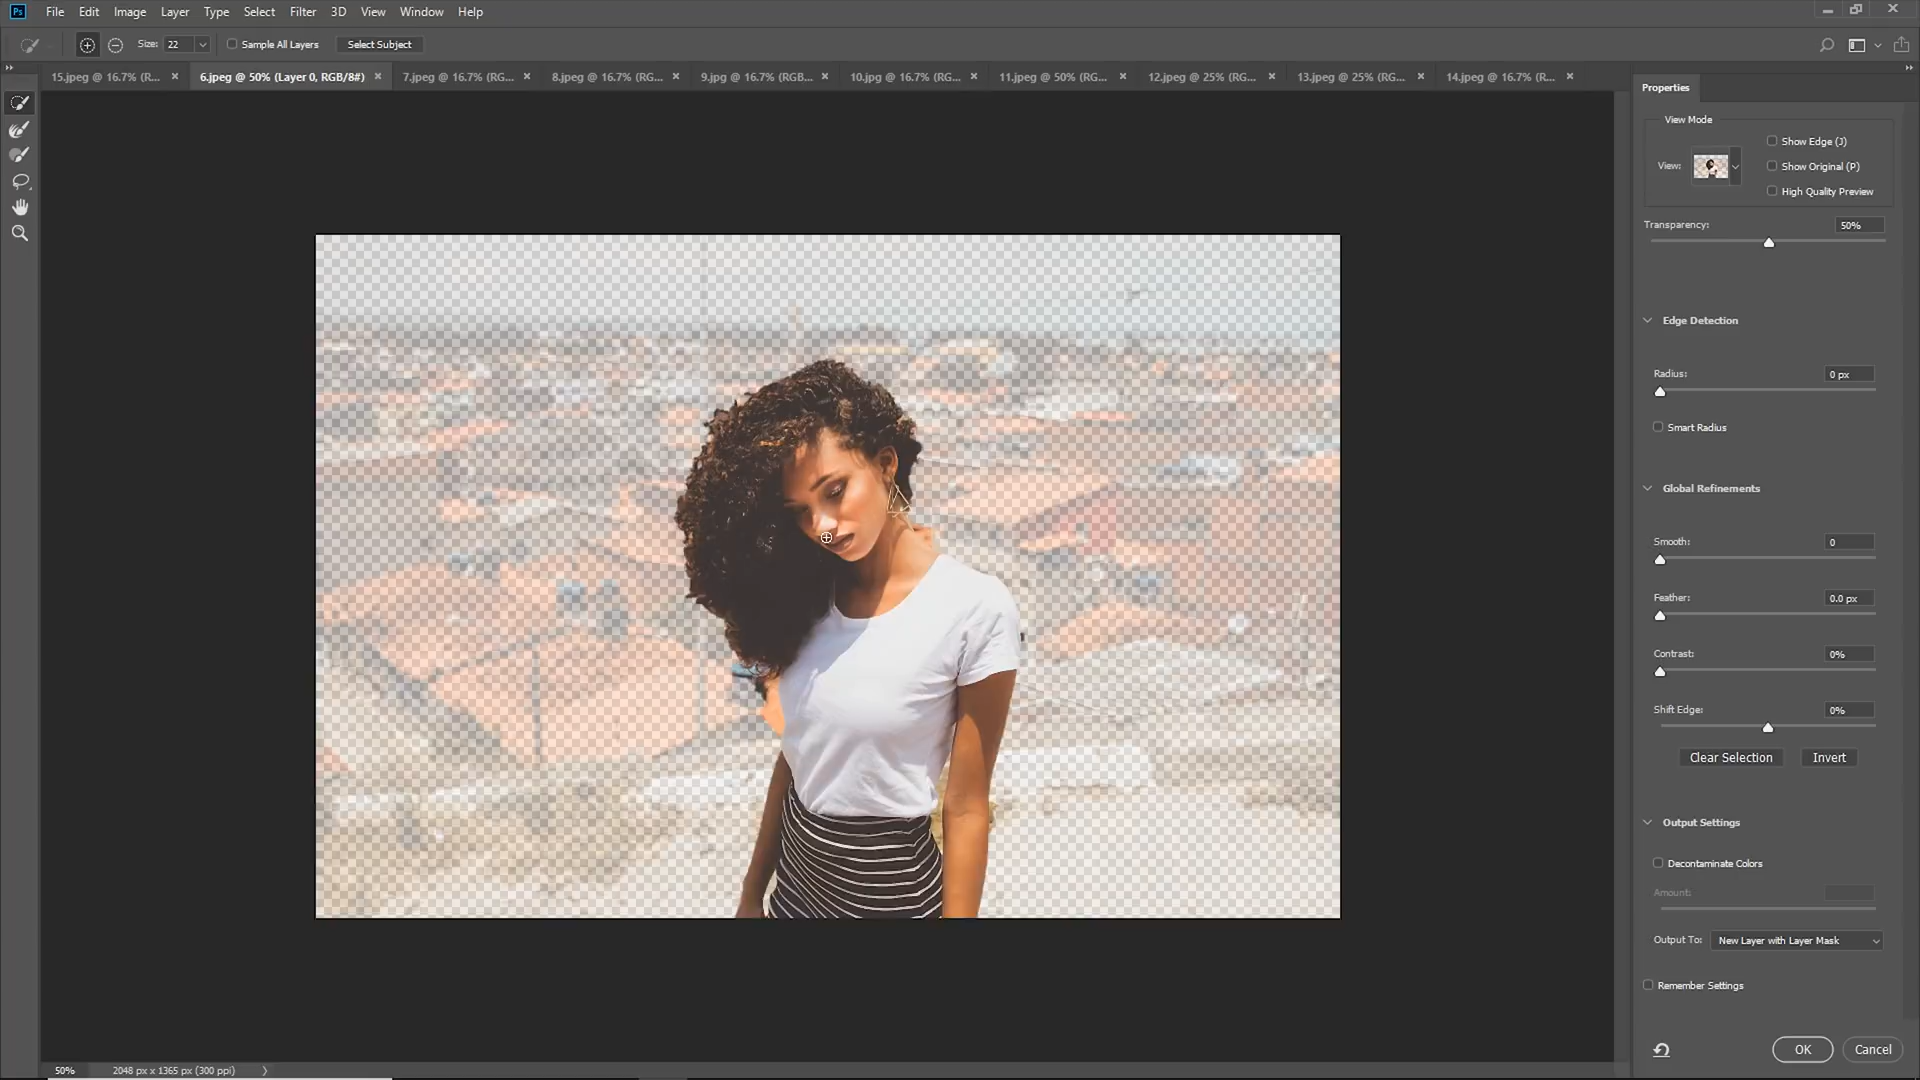 Ps File Edit Image Layer Type Select Filter 3D View Window Help
Size: 22 Sample All Layers Select Subject
15.jpeg @ 16.7% (R... 6.jpeg @ 50% (Layer 0, RGB/8#) 7.jpeg @ 16.7% (RG... 8.jpeg @ 16.7% (RG... 9.jpg @ 16.7% (RGB... 10.jpg @ 16.7% (RG... 11.jpeg @ 50% (RG... 12.jpeg @ 25% (RG... 13.jpeg @ 25% (RG... 14.jpeg @ 16.7% (R...
Properties
View Mode
Show Edge (J)
View:
Show Original (P)
High Quality Preview
Transparency: 50%
Edge Detection
Radius: 0 px
Smart Radius
Global Refinements
Smooth: 0
Feather: 0.0 px
Contrast: 0%
Shift Edge: 0%
Clear Selection Invert
Output Settings
Decontaminate Colors
Amount:
Output To: New Layer with Layer Mask
Remember Settings
OK Cancel
50% 2048 px x 1365 px (300 ppi)